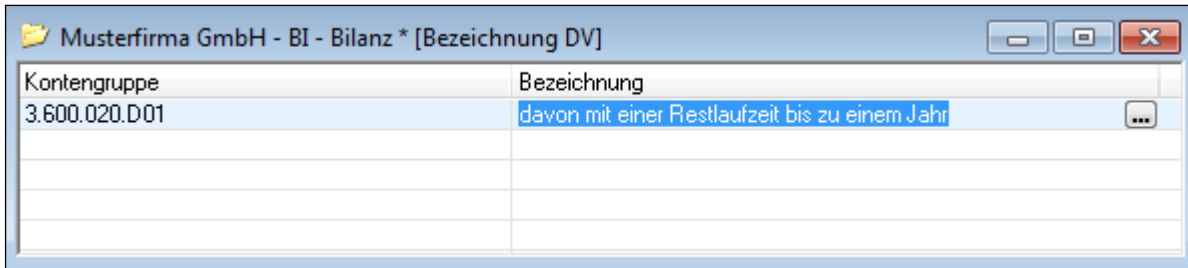 Musterfirma GmbH - BI - Bilanz * [Bezeichnung DV]
Kontengruppe Bezeichnung
3.600.020.D01 davon mit einer Restlaufzeit bis zu einem Jahr ...